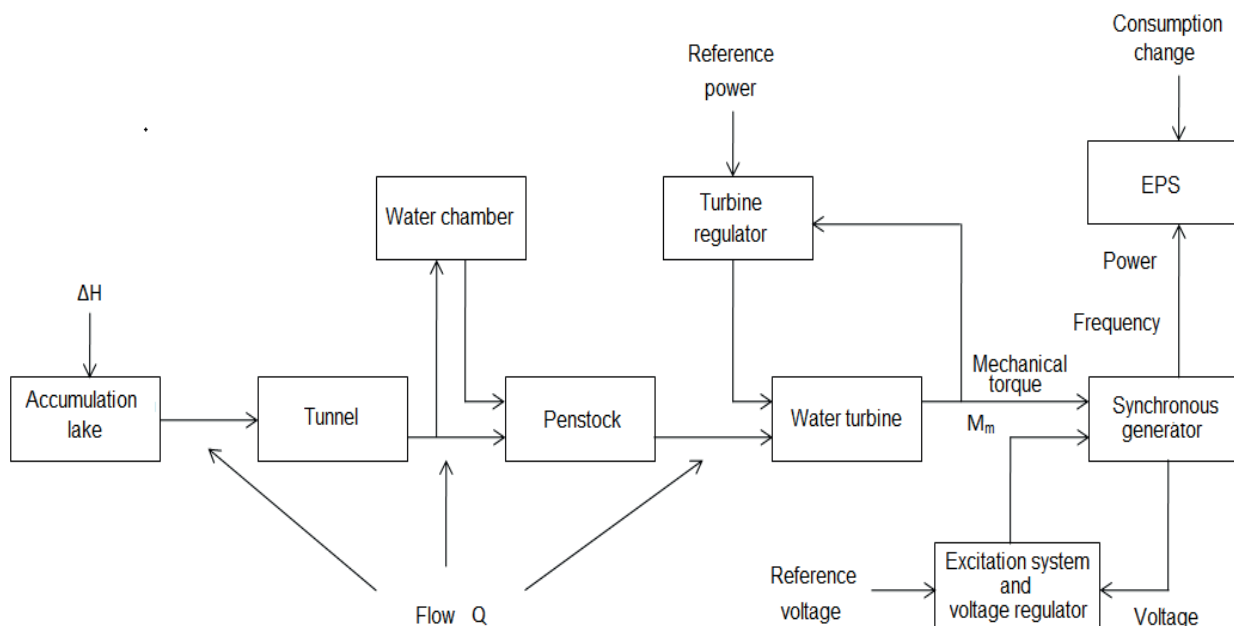 Consumption
change
Reference
power
EPS
Water chamber
Turbine
regulator
Power
ΔH
Frequency
Mechanical
torque
Accumulation
lake
Tunnel
Penstock
Water turbine
Synchronous
generator
Mm
Excitation system
and
voltage regulator
Reference
voltage
Voltage
Flow Q